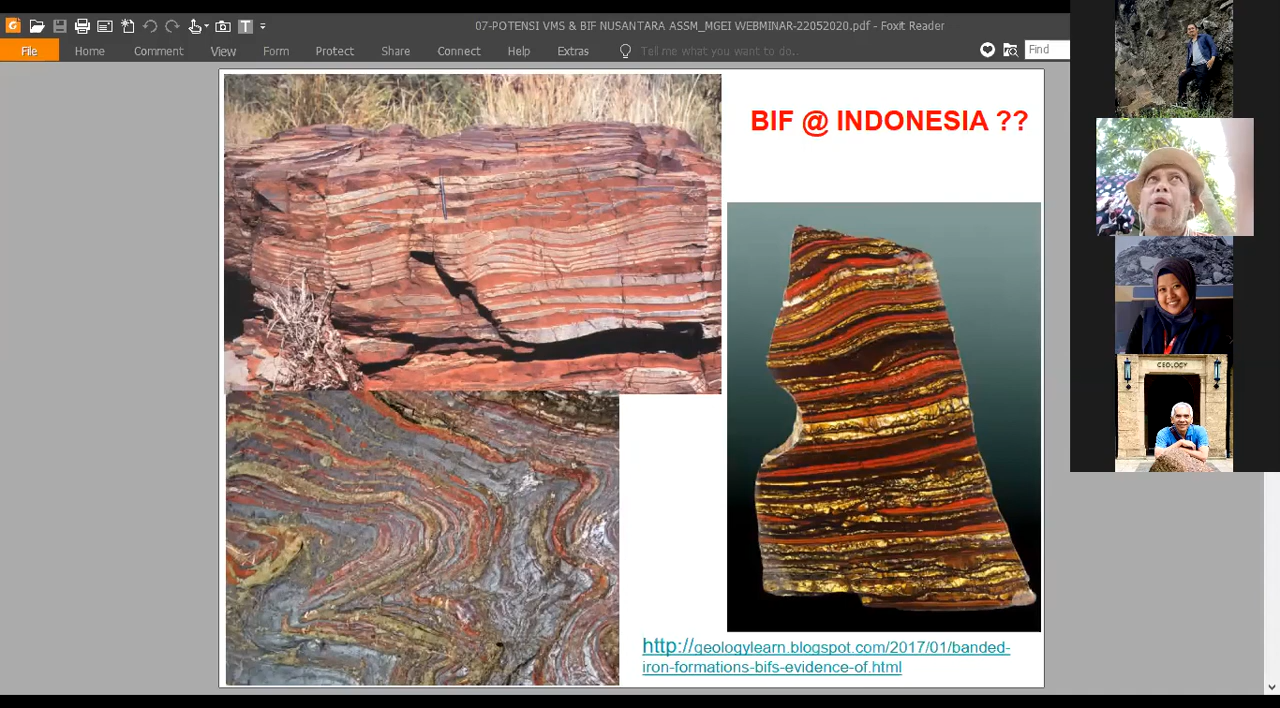 07-POTENSI VMS & BIF NUSANTARA ASSM_MGEI WEBMINAR-22052020.pdf - Foxit Reader
File Home Comment View Form Protect Share Connect Help Extras Tell me what you want to do.. Find
BIF @ INDONESIA ??
http://geologylearn.blogspot.com/2017/01/banded-
iron-formations-bifs-evidence-of.html
GEOLOGY